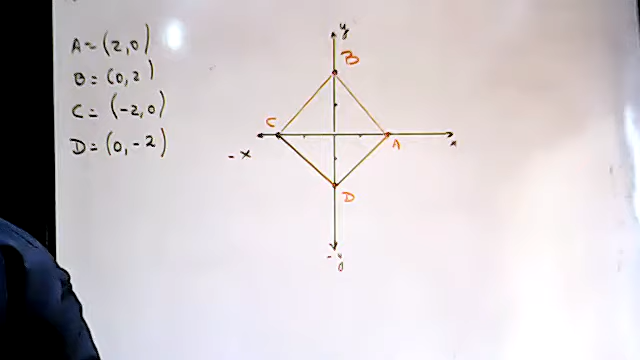 A = (2,0)
B = (0,2)
C = (-2,0)
D = (0,-2)
y
B
C
A
x
-x
D
-y